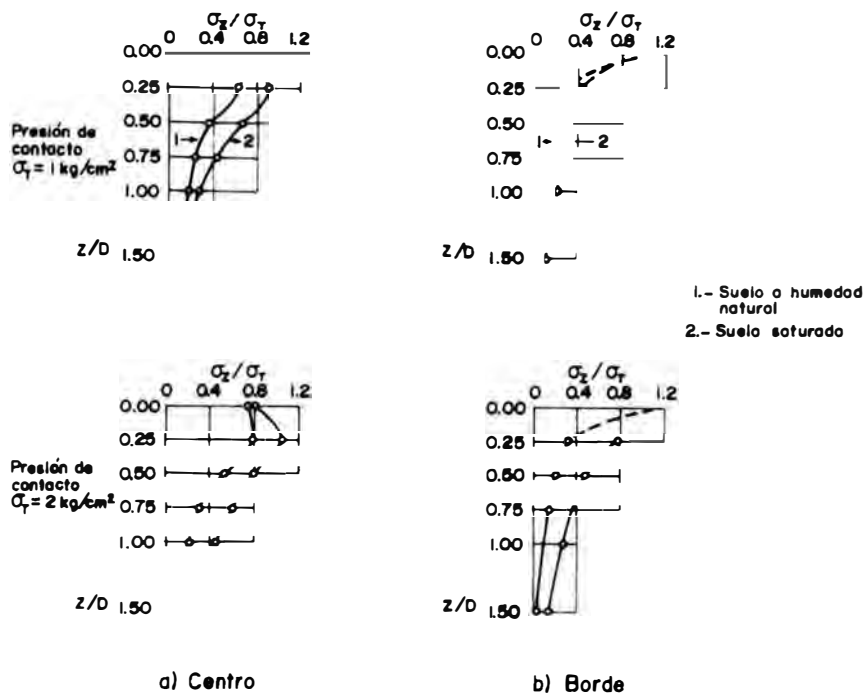 σz/σT
0 0.4 0.8 1.2
0.00
0.25
0.50
0.75
1.00
Z/D 1.50
Presión de
contacto
σT = 1 kg/cm²
1
2
σz/σT
0 0.4 0.8 1.2
0.00
0.25
0.50
0.75
1.00
Z/D 1.50
1
2
1.- Suelo a humedad
natural
2.- Suelo saturado
σz/σT
0 0.4 0.8 1.2
0.00
0.25
0.50
0.75
1.00
Z/D 1.50
Presión de
contacto
σT = 2 kg/cm²
σz/σT
0 0.4 0.8 1.2
0.00
0.25
0.50
0.75
1.00
Z/D 1.50
a) Centro
b) Borde